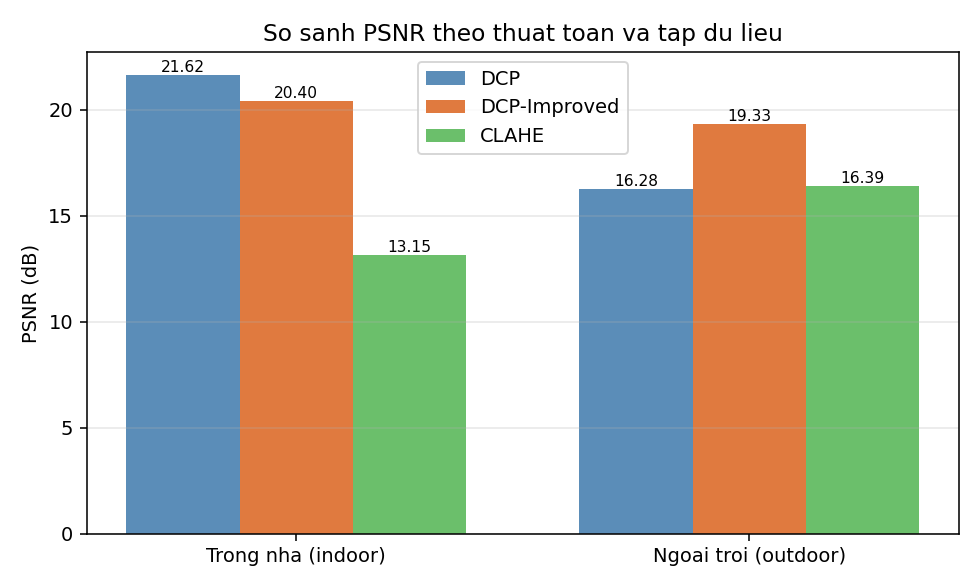 So sanh PSNR theo thuat toan va tap du lieu
DCP
DCP-Improved
CLAHE
21.62
20.40
13.15
16.28
19.33
16.39
PSNR (dB)
20
15
10
5
0
Trong nha (indoor)
Ngoai troi (outdoor)